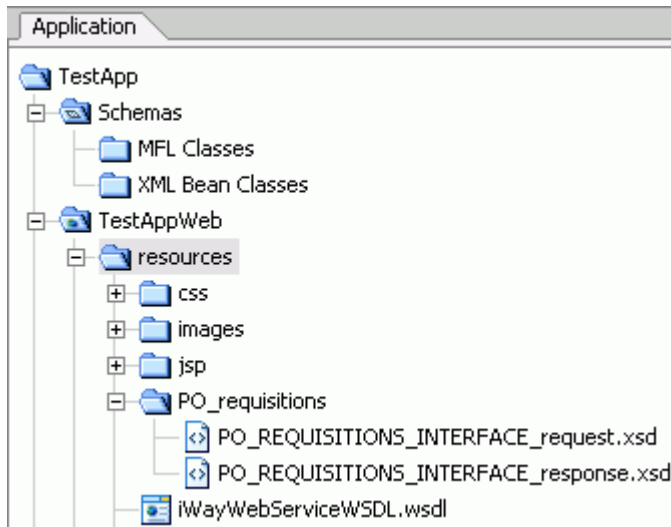 Application
TestApp
Schemas
MFL Classes
XML Bean Classes
TestAppWeb
resources
css
images
jsp
PO_requisitions
PO_REQUISITIONS_INTERFACE_request.xsd
PO_REQUISITIONS_INTERFACE_response.xsd
iWayWebServiceWSDL.wsdl